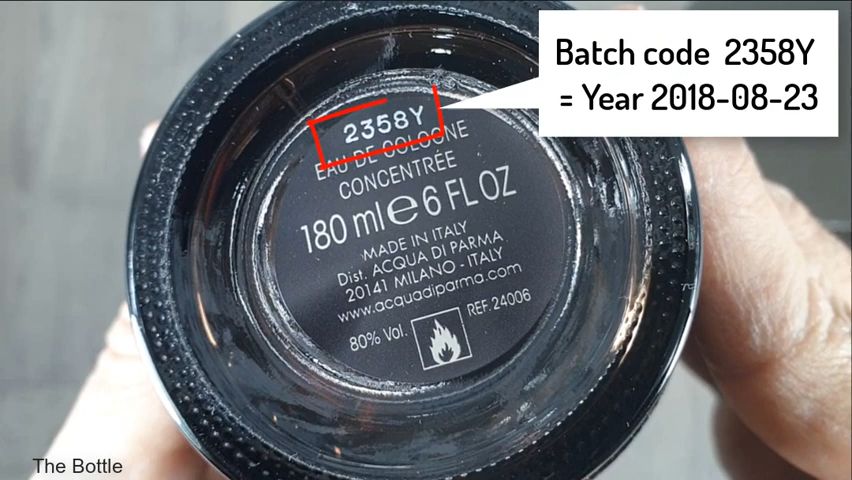 Batch code 2358Y
= Year 2018-08-23
2358Y
EAU DE COLOGNE
CONCENTRÉE
180 ml e 6 FL OZ
MADE IN ITALY
Dist. ACQUA DI PARMA
20141 MILANO - ITALY
www.acquadiparma.com
80% Vol.
REF.24006
The Bottle